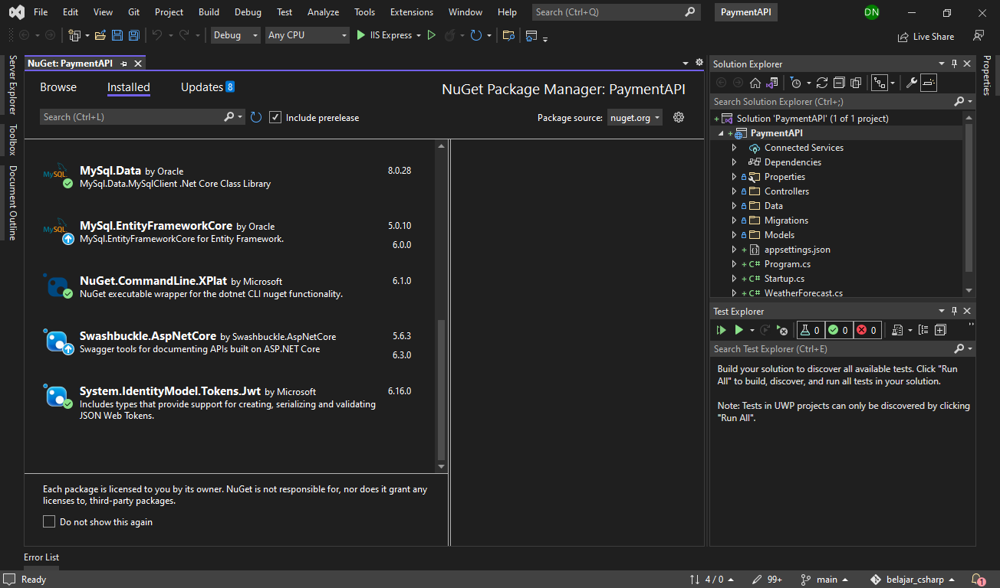 File Edit View Git Project Build Debug Test Analyze Tools Extensions Window Help Search (Ctrl+Q) PaymentAPI DN
Debug Any CPU IIS Express Live Share
Server Explorer
Toolbox
Document Outline
NuGet: PaymentAPI
Browse Installed Updates 8 NuGet Package Manager: PaymentAPI
Search (Ctrl+L) Include prerelease Package source: nuget.org
MySQL
MySql.Data by Oracle 8.0.28
MySql.Data.MySqlClient .Net Core Class Library
MySQL
MySql.EntityFrameworkCore by Oracle 5.0.10
MySql.EntityFrameworkCore for Entity Framework.
6.0.0
NuGet.CommandLine.XPlat by Microsoft 6.1.0
NuGet executable wrapper for the dotnet CLI nuget functionality.
Swashbuckle.AspNetCore by Swashbuckle.AspNetCore 5.6.3
Swagger tools for documenting APIs built on ASP.NET Core
6.3.0
System.IdentityModel.Tokens.Jwt by Microsoft 6.16.0
Includes types that provide support for creating, serializing and validating
JSON Web Tokens.
Each package is licensed to you by its owner. NuGet is not responsible for, nor does it grant any
licenses to, third-party packages.
Do not show this again
Solution Explorer
Search Solution Explorer (Ctrl+;)
Solution 'PaymentAPI' (1 of 1 project)
PaymentAPI
Connected Services
Dependencies
Properties
Controllers
Data
Migrations
Models
appsettings.json
C# Program.cs
C# Startup.cs
C# WeatherForecast.cs
Test Explorer
0 0 0
Search Test Explorer (Ctrl+E)
Build your solution to discover all available tests. Click "Run
All" to build, discover, and run all tests in your solution.
Note: Tests in UWP projects can only be discovered by clicking
"Run All".
Properties
Error List
Ready 4 / 0 99+ main belajar_csharp 1